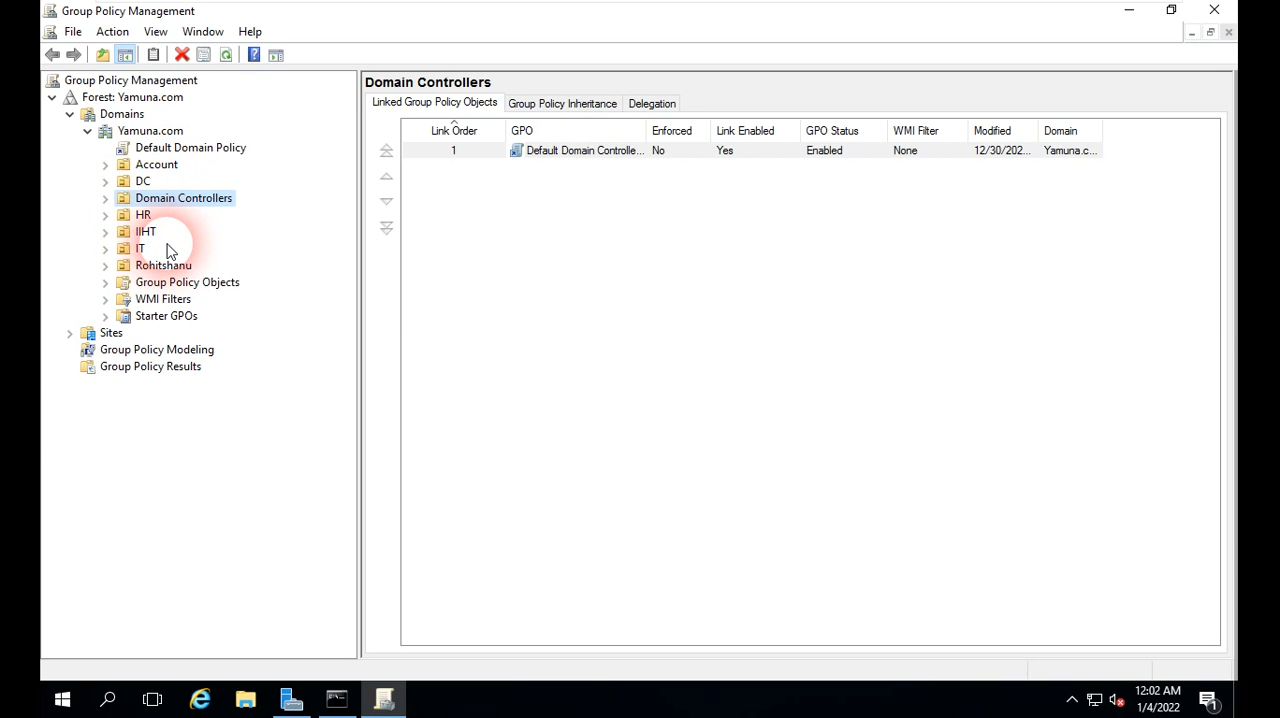 Group Policy Management
File Action View Window Help
Group Policy Management
Forest: Yamuna.com
Domains
Yamuna.com
Default Domain Policy
Account
DC
Domain Controllers
HR
IIHT
IT
Rohitshanu
Group Policy Objects
WMI Filters
Starter GPOs
Sites
Group Policy Modeling
Group Policy Results
Domain Controllers
Linked Group Policy Objects Group Policy Inheritance Delegation
Link Order GPO Enforced Link Enabled GPO Status WMI Filter Modified Domain
1 Default Domain Controlle... No Yes Enabled None 12/30/202... Yamuna.c...
12:02 AM
1/4/2022
1